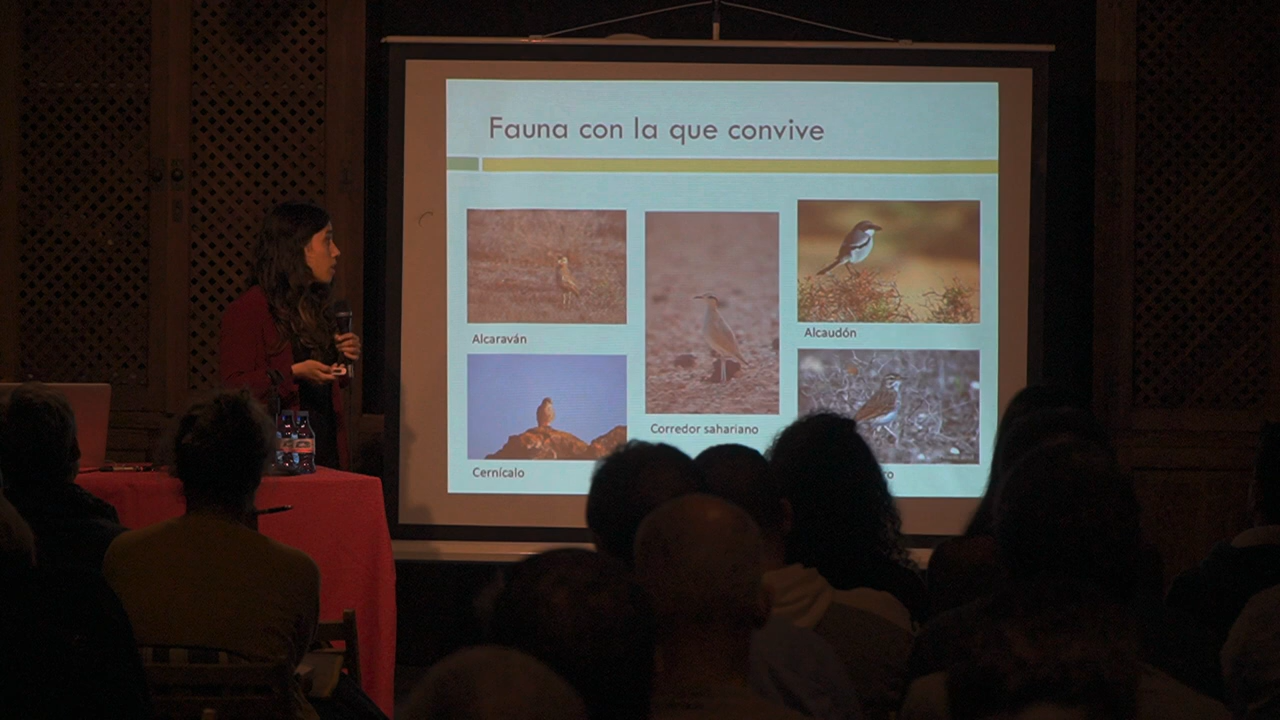 Fauna con la que convive
Alcaraván
Alcaudón
Corredor sahariano
Cernícalo